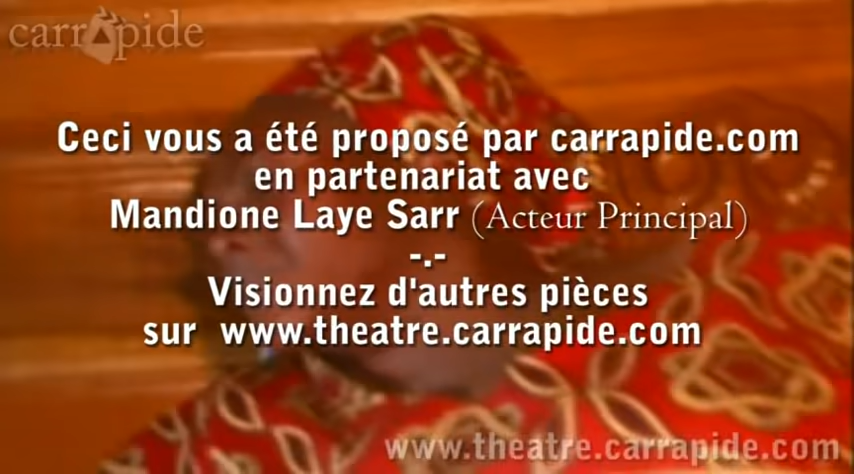 carrapide
Ceci vous a été proposé par carrapide.com
en partenariat avec
Mandione Laye Sarr (Acteur Principal)
-.-
Visionnez d'autres pièces
sur www.theatre.carrapide.com
www.theatre.carrapide.com